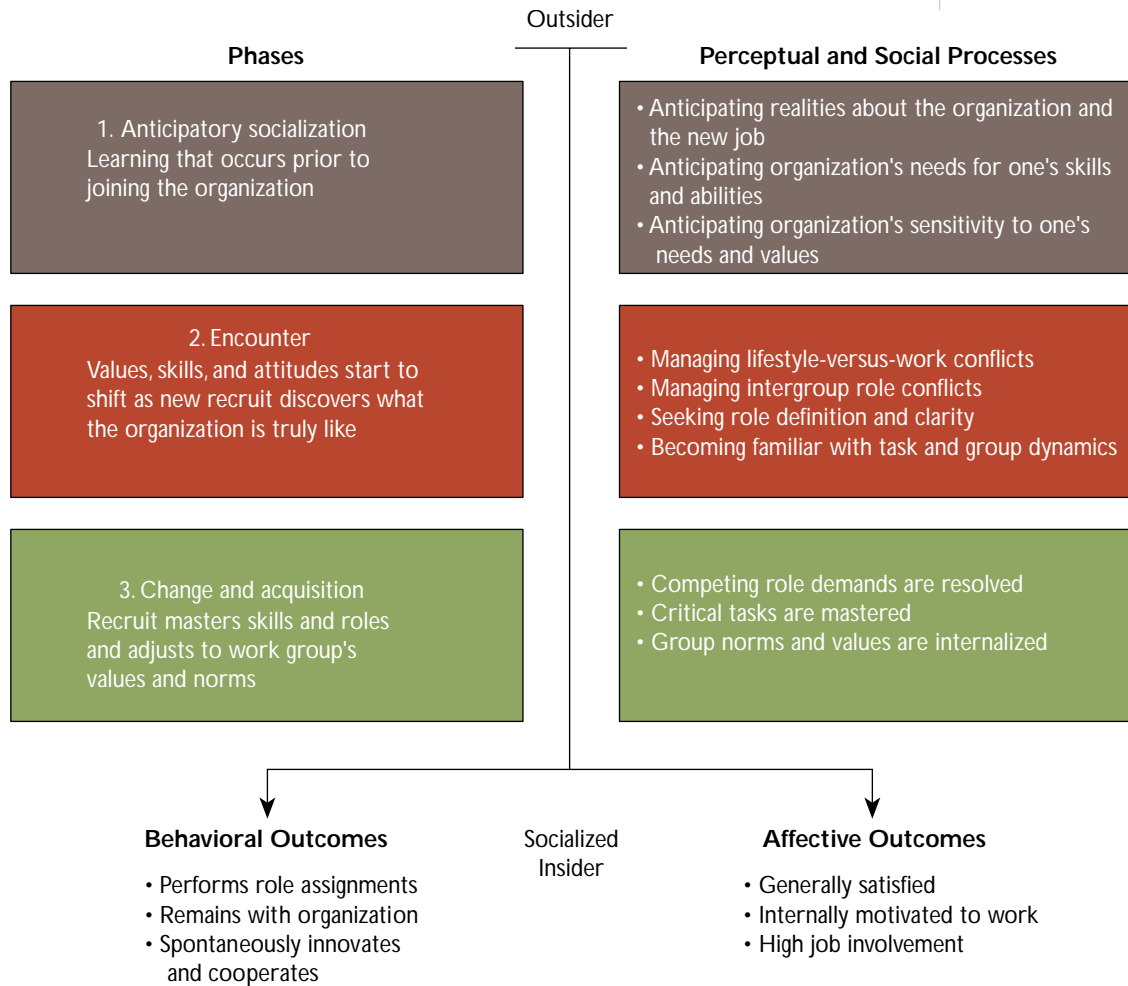 Outsider
Phases
Perceptual and Social Processes
1. Anticipatory socialization
Learning that occurs prior to
joining the organization
• Anticipating realities about the organization and
the new job
• Anticipating organization's needs for one's skills
and abilities
• Anticipating organization's sensitivity to one's
needs and values
2. Encounter
Values, skills, and attitudes start to
shift as new recruit discovers what
the organization is truly like
• Managing lifestyle-versus-work conflicts
• Managing intergroup role conflicts
• Seeking role definition and clarity
• Becoming familiar with task and group dynamics
3. Change and acquisition
Recruit masters skills and roles
and adjusts to work group's
values and norms
• Competing role demands are resolved
• Critical tasks are mastered
• Group norms and values are internalized
Behavioral Outcomes
• Performs role assignments
• Remains with organization
• Spontaneously innovates
and cooperates
Socialized
Insider
Affective Outcomes
• Generally satisfied
• Internally motivated to work
• High job involvement